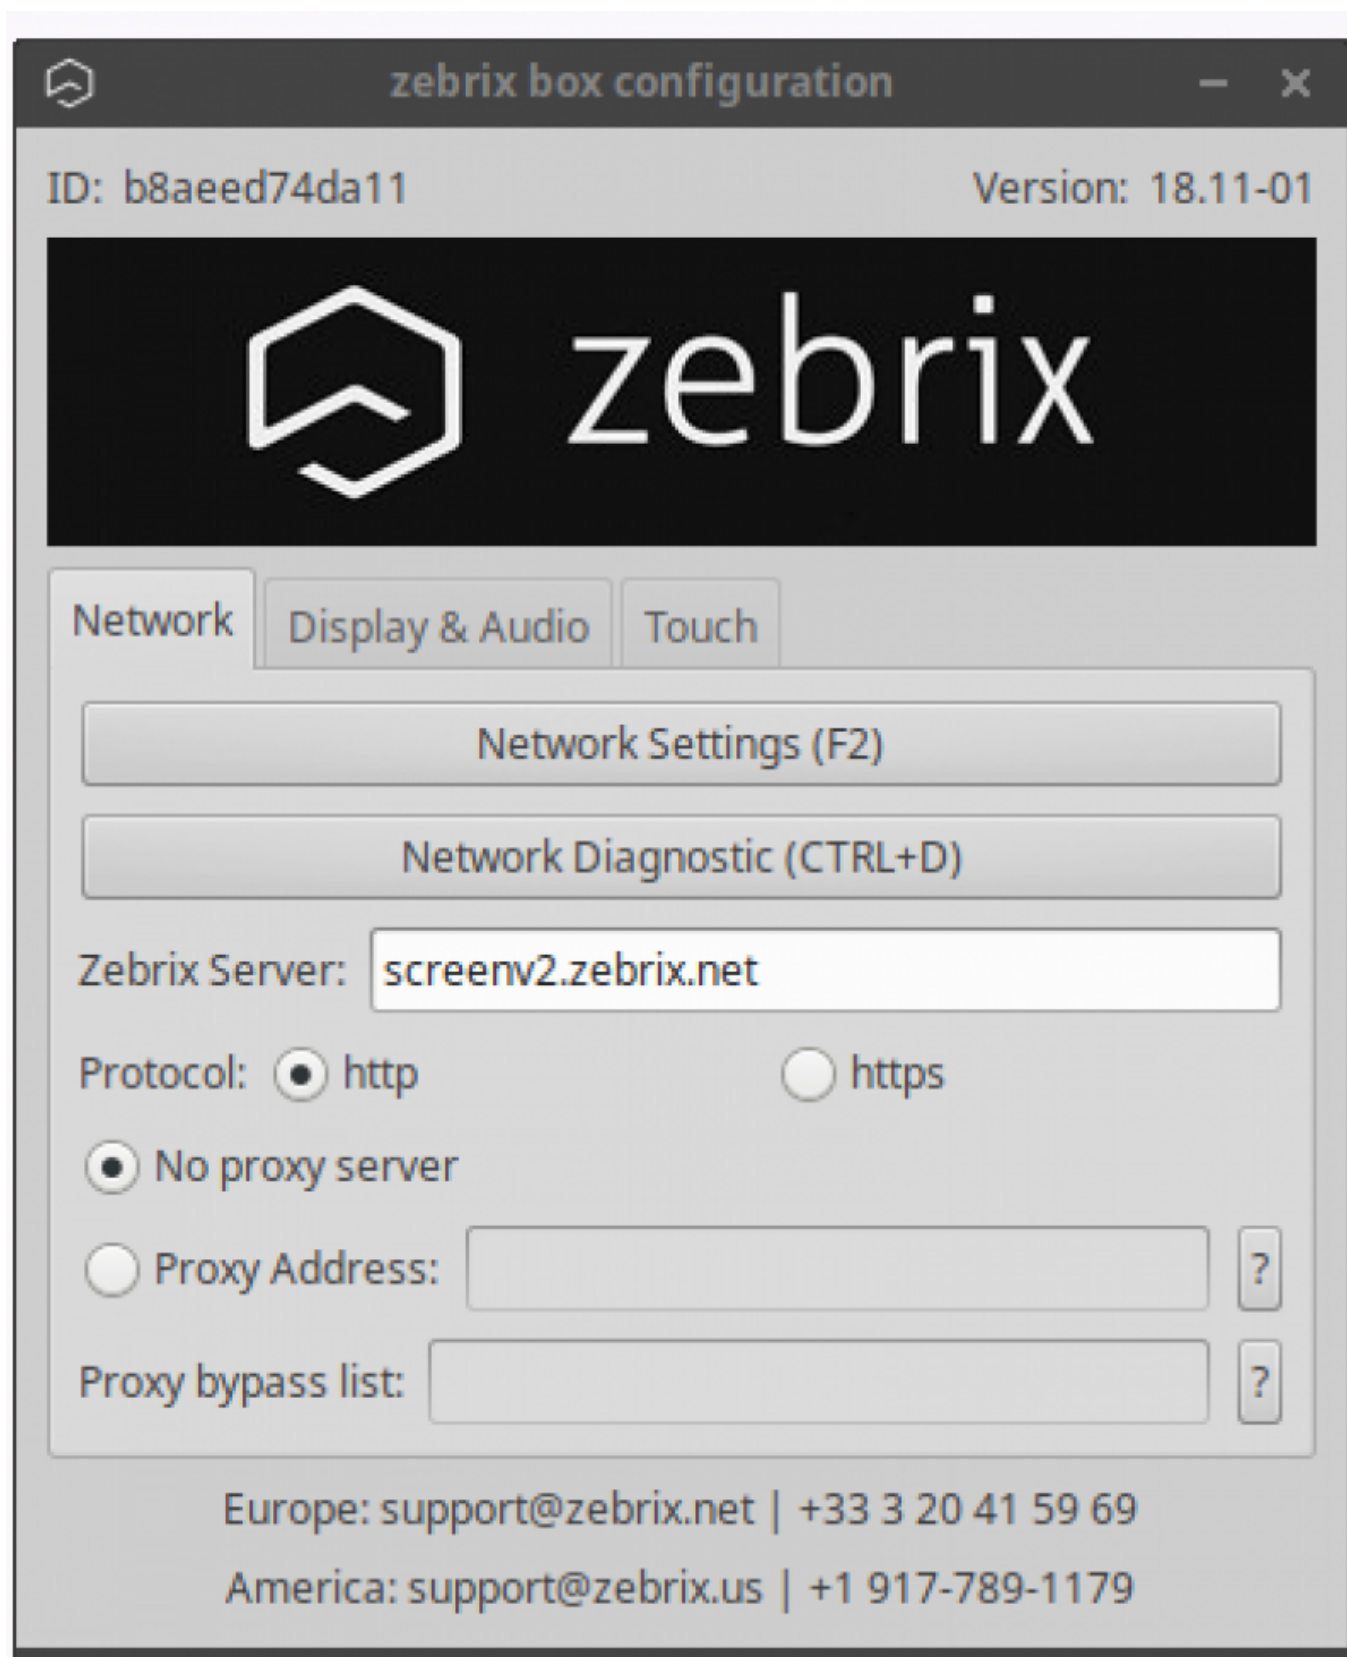 zebrix box configuration
ID: b8aeed74da11 Version: 18.11-01
zebrix
Network Display & Audio Touch
Network Settings (F2)
Network Diagnostic (CTRL+D)
Zebrix Server: screenv2.zebrix.net
Protocol: http https
No proxy server
Proxy Address: ?
Proxy bypass list: ?
Europe: support@zebrix.net | +33 3 20 41 59 69
America: support@zebrix.us | +1 917-789-1179